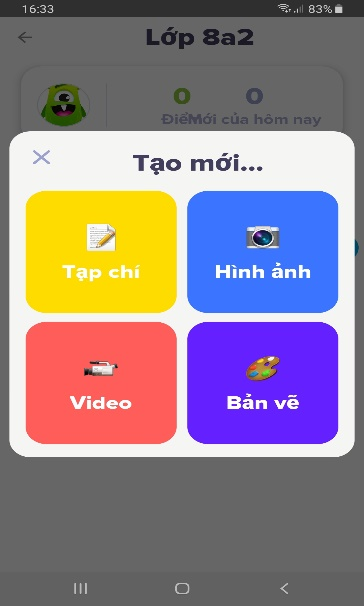 16:33
83%
Lớp 8a2
0 0
Điểm Mới của hôm nay
Tạo mới...
Tạp chí
Hình ảnh
Video
Bản vẽ